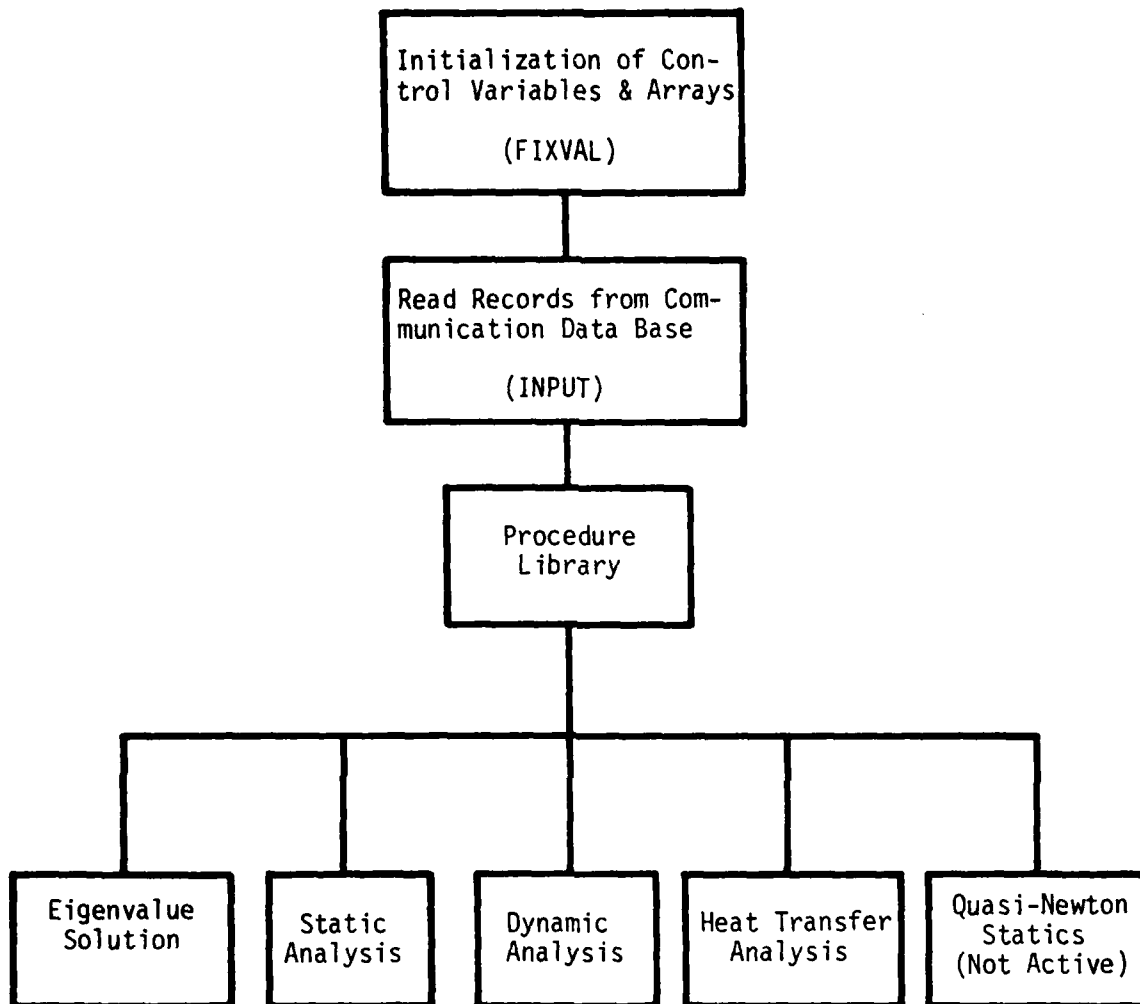 Initialization of Con-
trol Variables & Arrays
(FIXVAL)
Read Records from Com-
munication Data Base
(INPUT)
Procedure
Library
Eigenvalue
Solution
Static
Analysis
Dynamic
Analysis
Heat Transfer
Analysis
Quasi-Newton
Statics
(Not Active)